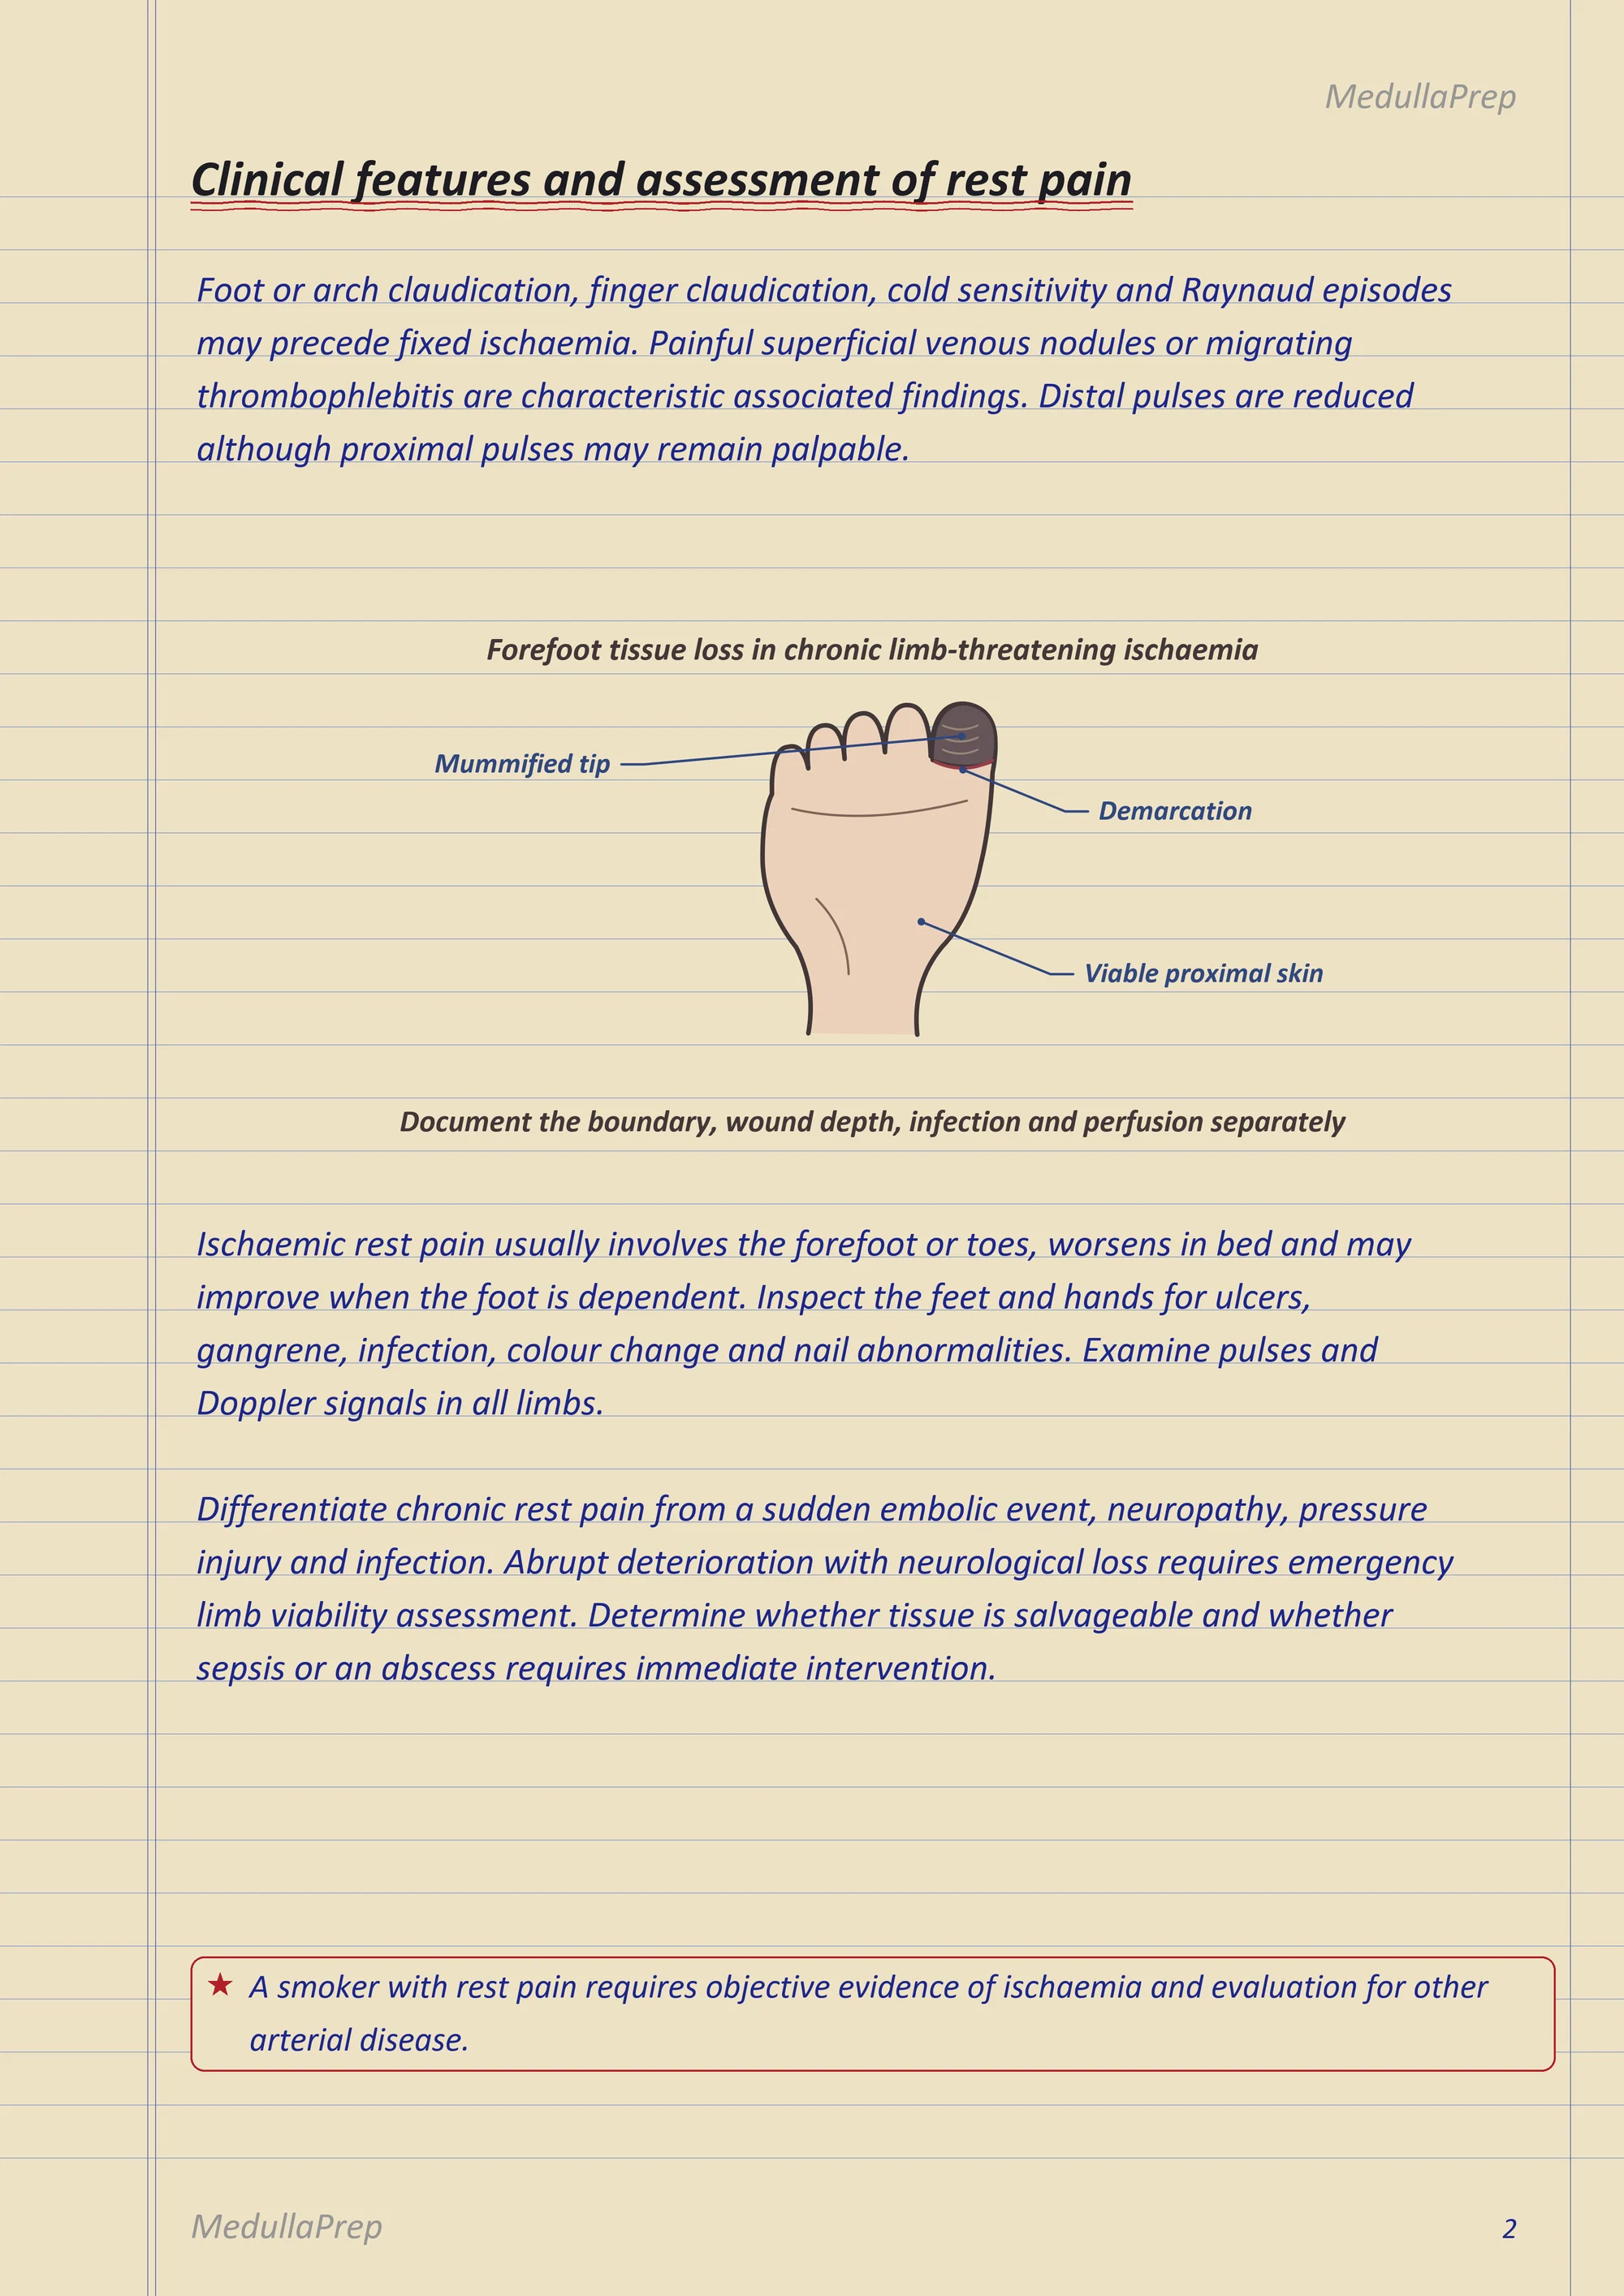 MedullaPrep
Clinical features and assessment of rest pain
Foot or arch claudication, finger claudication, cold sensitivity and Raynaud episodes
may precede fixed ischaemia. Painful superficial venous nodules or migrating
thrombophlebitis are characteristic associated findings. Distal pulses are reduced
although proximal pulses may remain palpable.
Forefoot tissue loss in chronic limb-threatening ischaemia
Mummified tip
Demarcation
Viable proximal skin
Document the boundary, wound depth, infection and perfusion separately
Ischaemic rest pain usually involves the forefoot or toes, worsens in bed and may
improve when the foot is dependent. Inspect the feet and hands for ulcers,
gangrene, infection, colour change and nail abnormalities. Examine pulses and
Doppler signals in all limbs.
Differentiate chronic rest pain from a sudden embolic event, neuropathy, pressure
injury and infection. Abrupt deterioration with neurological loss requires emergency
limb viability assessment. Determine whether tissue is salvageable and whether
sepsis or an abscess requires immediate intervention.
★ A smoker with rest pain requires objective evidence of ischaemia and evaluation for other
arterial disease.
MedullaPrep
2